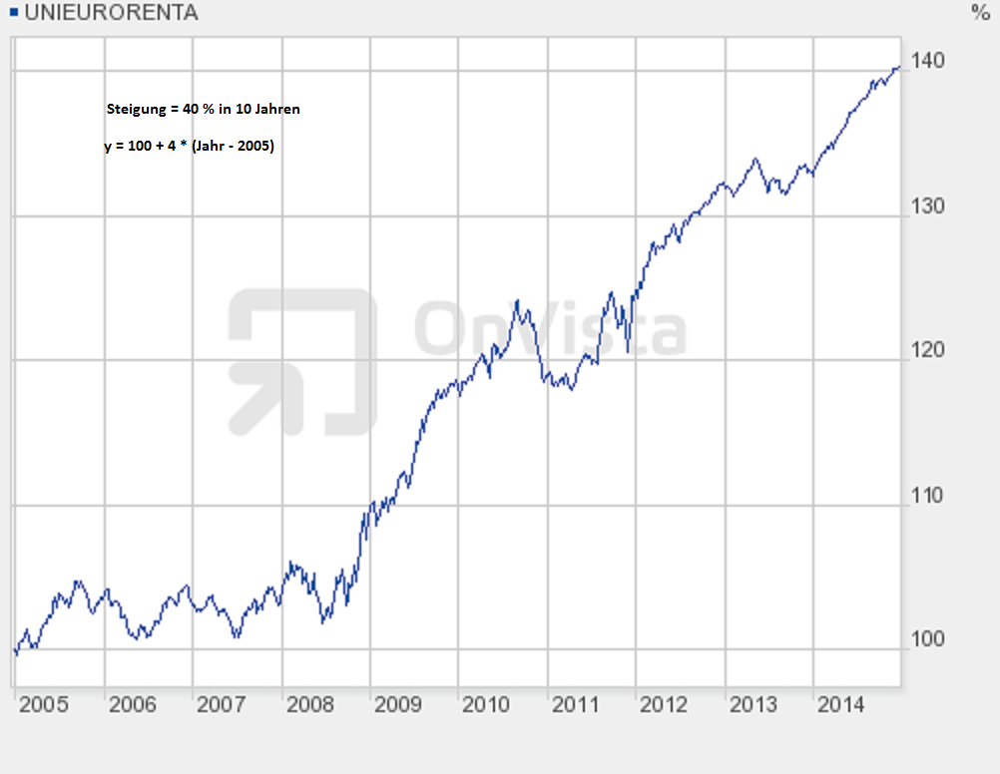 UNIEURORENTA %
Steigung = 40 % in 10 Jahren
y = 100 + 4 * (Jahr - 2005)
OnVista
140
130
120
110
100
2005 2006 2007 2008 2009 2010 2011 2012 2013 2014